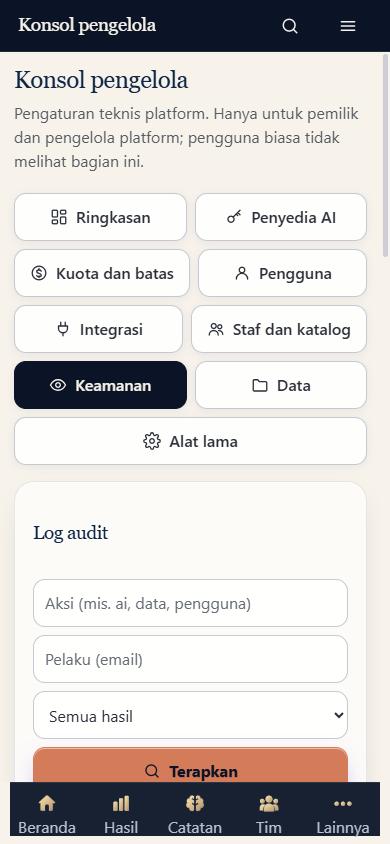 Konsol pengelola
Konsol pengelola
Pengaturan teknis platform. Hanya untuk pemilik
dan pengelola platform; pengguna biasa tidak
melihat bagian ini.
Ringkasan
Penyedia AI
Kuota dan batas
Pengguna
Integrasi
Staf dan katalog
Keamanan
Data
Alat lama
Log audit
Aksi (mis. ai, data, pengguna)
Pelaku (email)
Semua hasil
Terapkan
Beranda
Hasil
Catatan
Tim
Lainnya